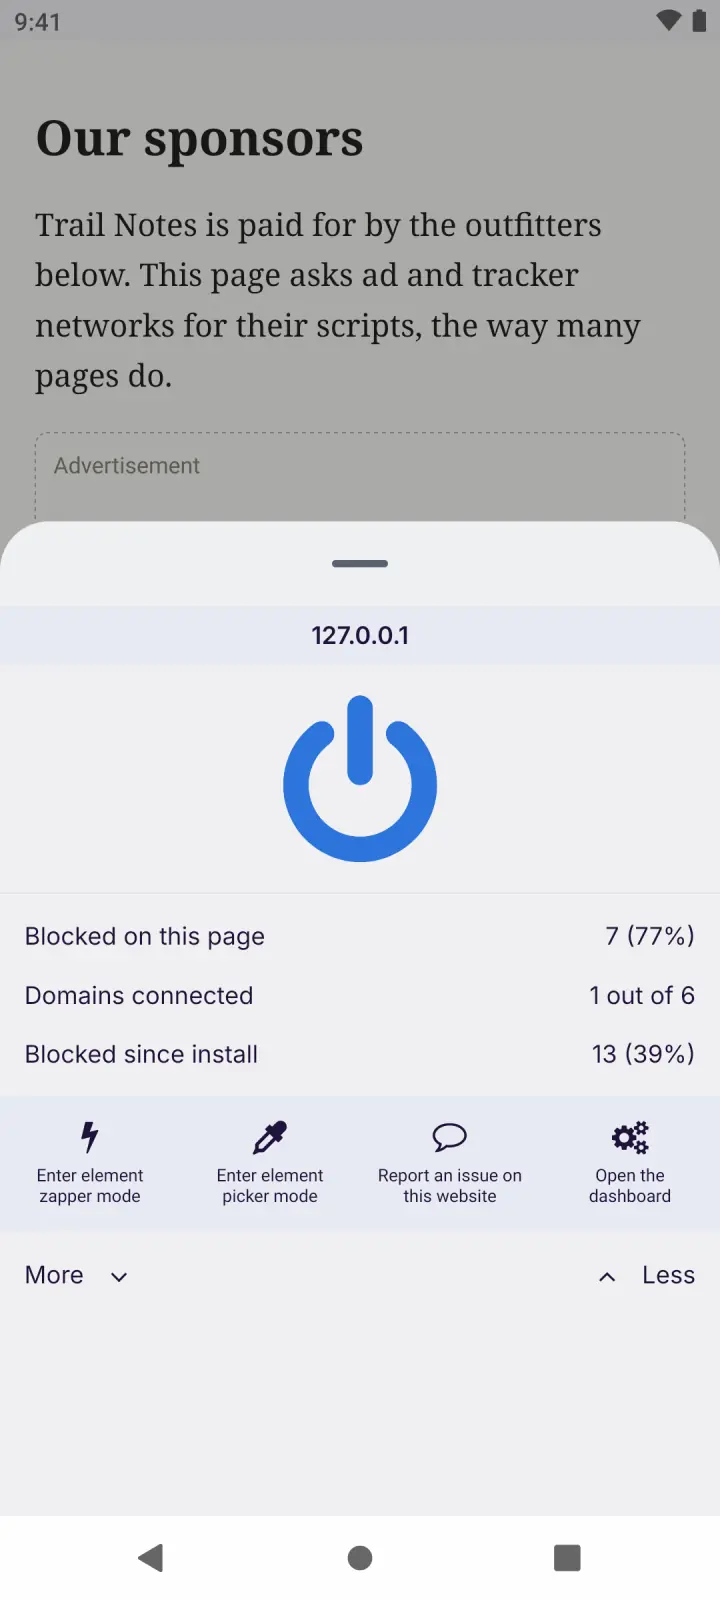 9:41
Our sponsors
Trail Notes is paid for by the outfitters
below. This page asks ad and tracker
networks for their scripts, the way many
pages do.
Advertisement
127.0.0.1
Blocked on this page 7 (77%)
Domains connected 1 out of 6
Blocked since install 13 (39%)
Enter element
zapper mode
Enter element
picker mode
Report an issue on
this website
Open the
dashboard
More Less